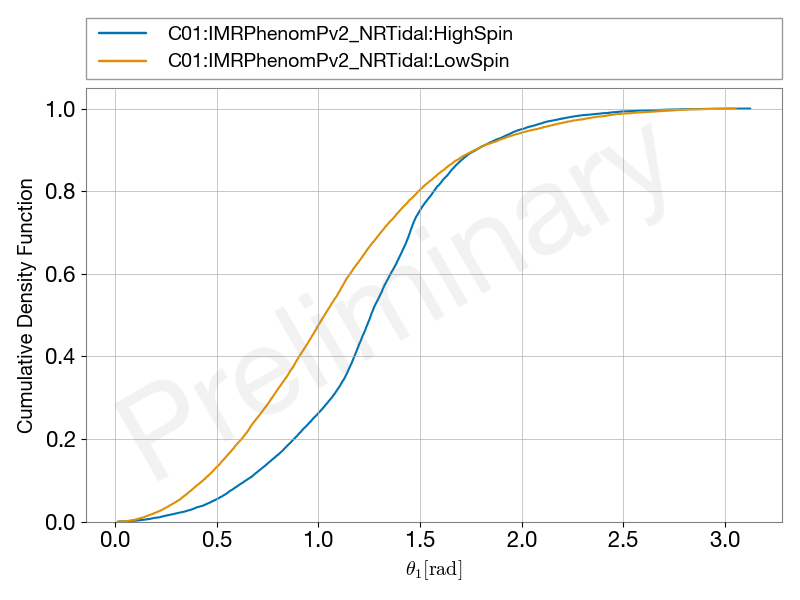 C01:IMRPhenomPv2_NRTidal:HighSpin
C01:IMRPhenomPv2_NRTidal:LowSpin
Cumulative Density Function
1.0
0.8
0.6
0.4
0.2
0.0
Preliminary
0.0 0.5 1.0 1.5 2.0 2.5 3.0
θ₁[rad]